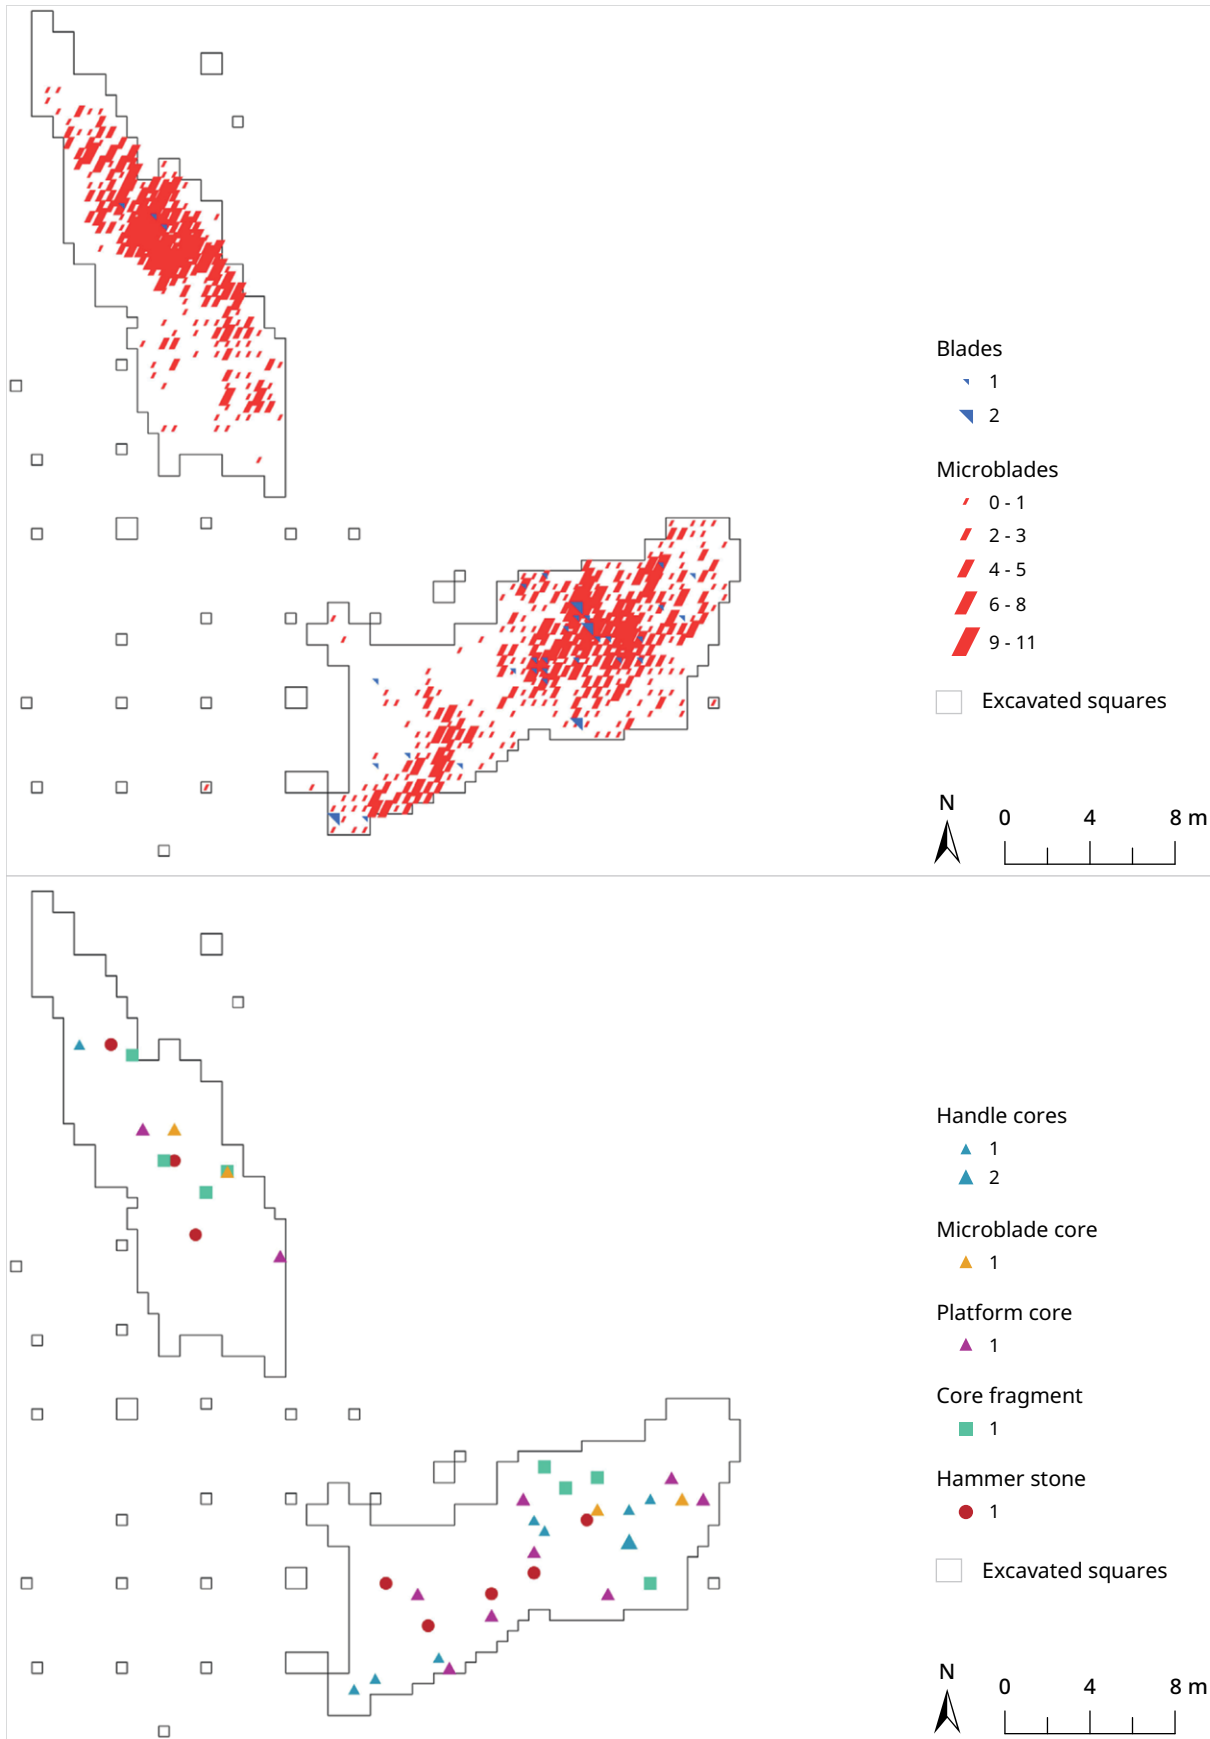 Blades
1
2
Microblades
0 - 1
2 - 3
4 - 5
6 - 8
9 - 11
Excavated squares
N
0 4 8 m
Handle cores
1
2
Microblade core
1
Platform core
1
Core fragment
1
Hammer stone
1
Excavated squares
N
0 4 8 m